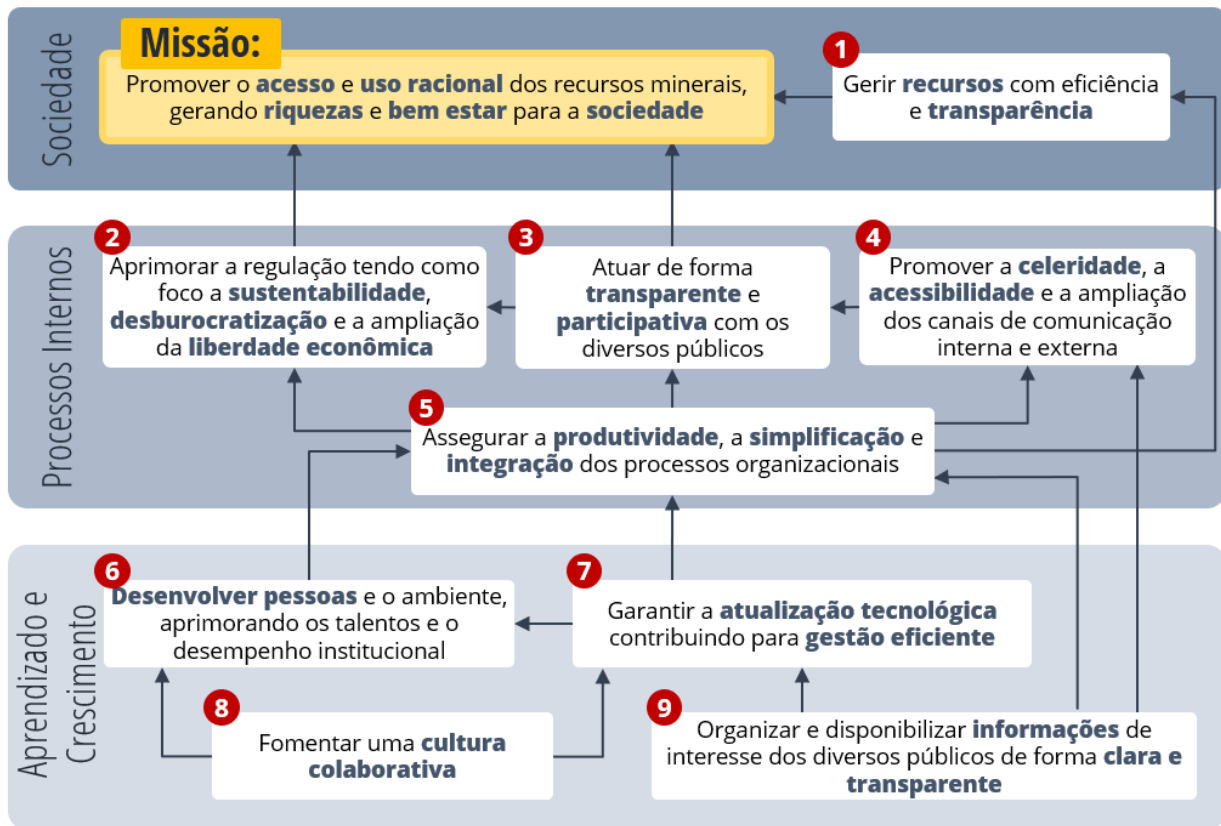 Sociedade
Missão:
Promover o acesso e uso racional dos recursos minerais,
gerando riquezas e bem estar para a sociedade
1
Gerir recursos com eficiência
e transparência
Processos Internos
2
Aprimorar a regulação tendo como
foco a sustentabilidade,
desburocratização e a ampliação
da liberdade econômica
3
Atuar de forma
transparente e
participativa com os
diversos públicos
4
Promover a celeridade, a
acessibilidade e a ampliação
dos canais de comunicação
interna e externa
5
Assegurar a produtividade, a simplificação e
integração dos processos organizacionais
Aprendizado e
Crescimento
6
Desenvolver pessoas e o ambiente,
aprimorando os talentos e o
desempenho institucional
7
Garantir a atualização tecnológica
contribuindo para gestão eficiente
8
Fomentar uma cultura
colaborativa
9
Organizar e disponibilizar informações de
interesse dos diversos públicos de forma clara e
transparente